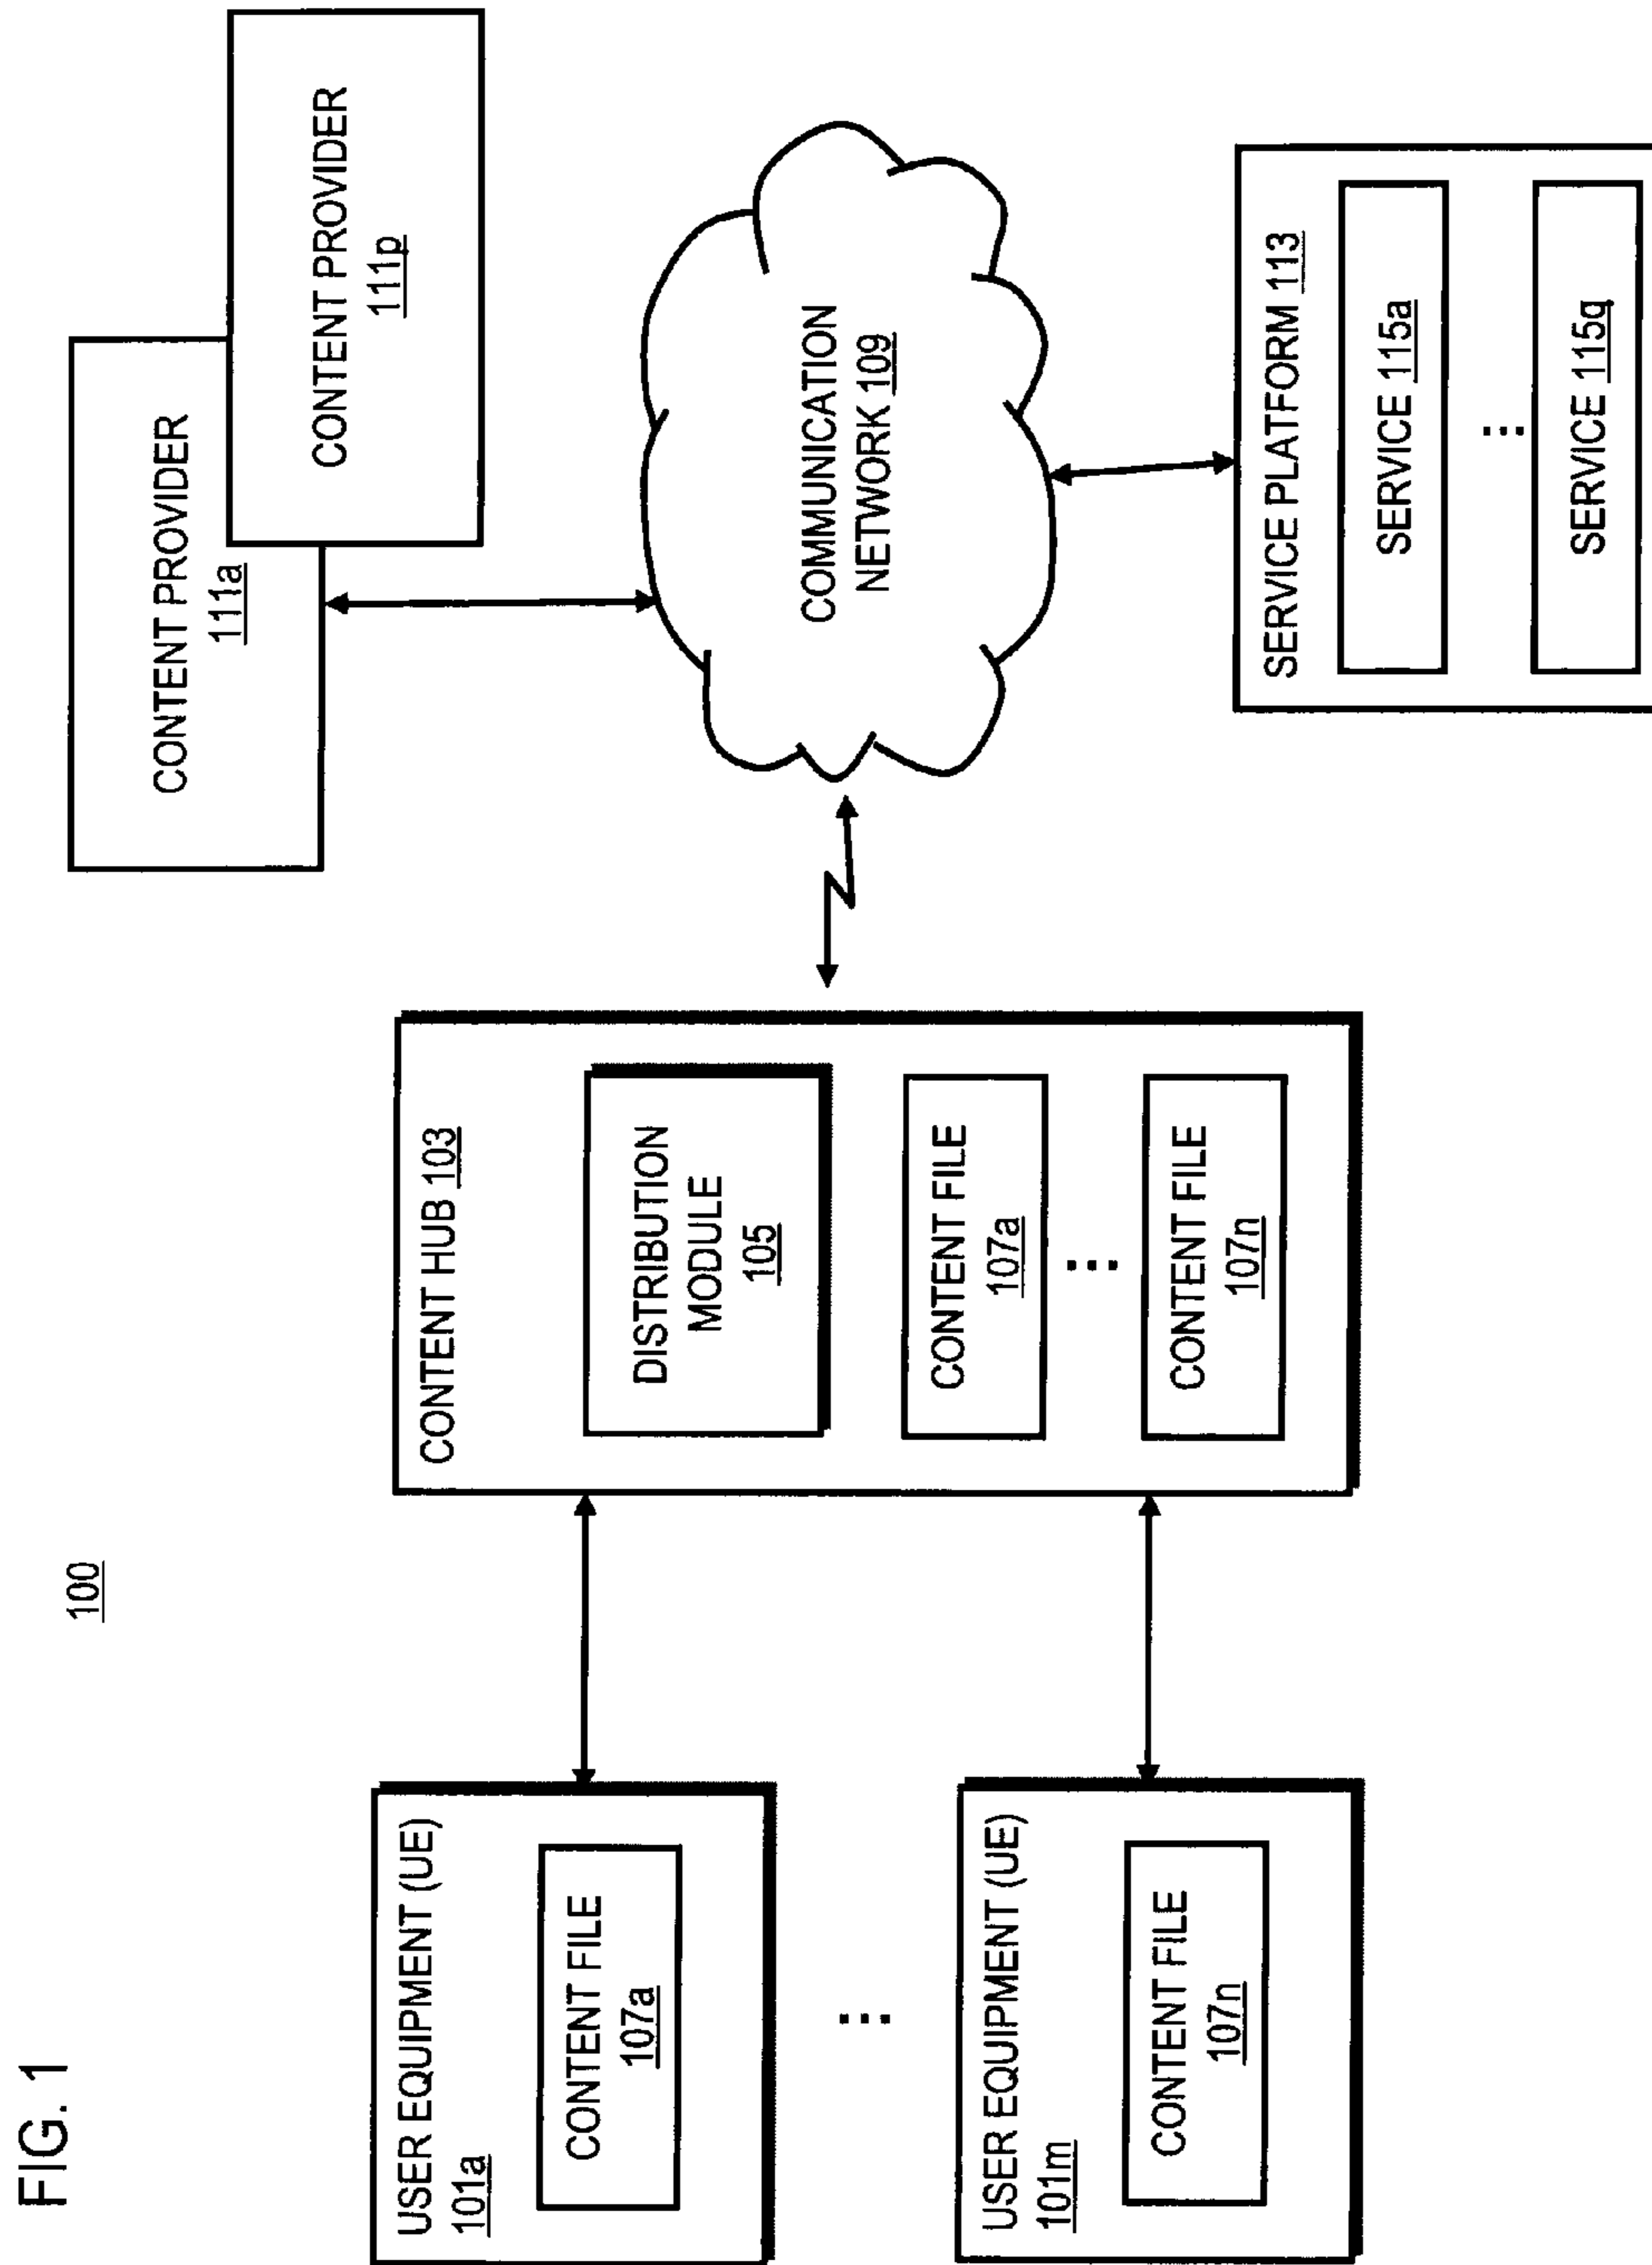 FIG. 1
100
USER EQUIPMENT (UE)
101a
CONTENT FILE
107a
...
USER EQUIPMENT (UE)
101m
CONTENT FILE
107n
CONTENT HUB 103
DISTRIBUTION
MODULE
105
CONTENT FILE
107a
...
CONTENT FILE
107n
CONTENT PROVIDER
111a
CONTENT PROVIDER
111p
COMMUNICATION
NETWORK 109
SERVICE PLATFORM 113
SERVICE 115a
...
SERVICE 115q